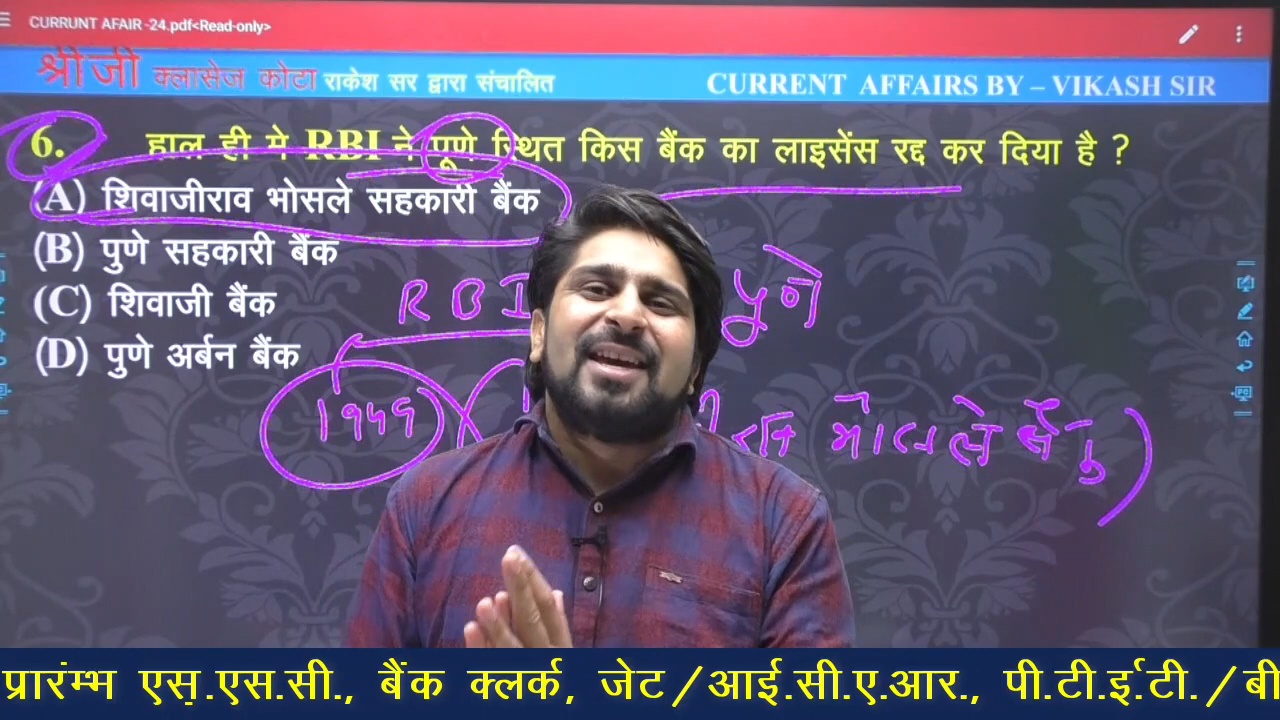 CURRUNT AFAIR -24.pdf<Read-only>
श्रीजी क्लासेज कोटा राकेश सर द्वारा संचालित CURRENT AFFAIRS BY – VIKASH SIR
6. हाल ही मे RBI ने पूणे स्थित किस बैंक का लाइसेंस रद्द कर दिया है ?
(A) शिवाजीराव भोसले सहकारी बैंक
(B) पुणे सहकारी बैंक
(C) शिवाजी बैंक
(D) पुणे अर्बन बैंक
RBI पूणे
1949 भोसले बैंक
प्रारंम्भ एस.एस.सी., बैंक क्लर्क, जेट/आई.सी.ए.आर., पी.टी.ई.टी./बी